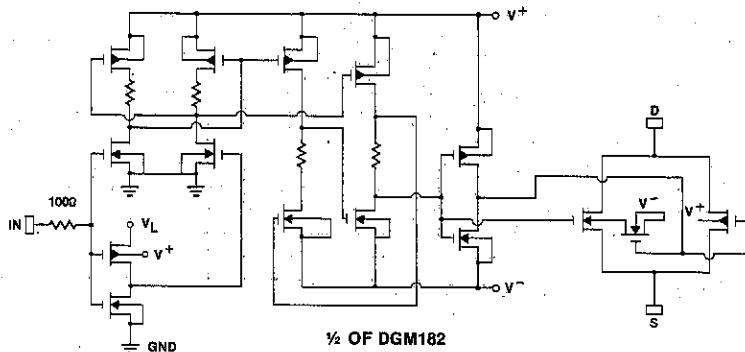 V+
D
100Ω
IN
VL
V+
V−
V+
V−
S
GND
½ OF DGM182